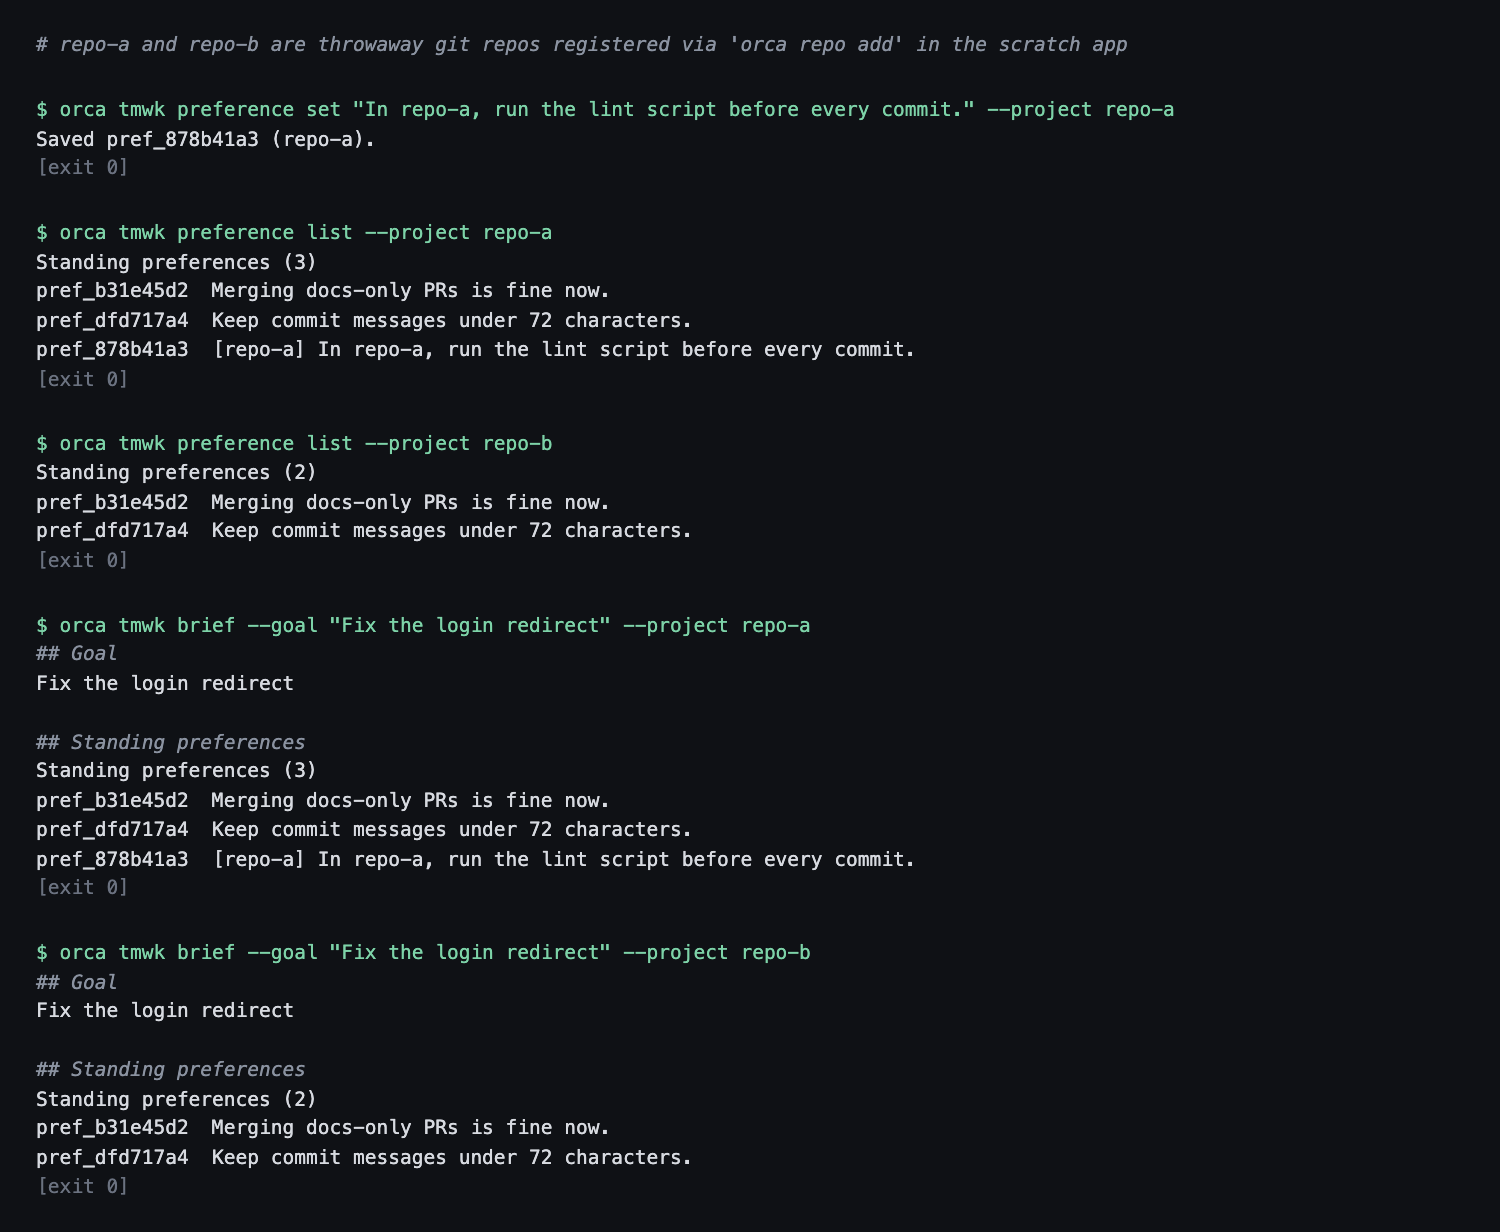 # repo-a and repo-b are throwaway git repos registered via 'orca repo add' in the scratch app
$ orca tmwk preference set "In repo-a, run the lint script before every commit." --project repo-a
Saved pref_878b41a3 (repo-a).
[exit 0]
$ orca tmwk preference list --project repo-a
Standing preferences (3)
pref_b31e45d2  Merging docs-only PRs is fine now.
pref_dfd717a4  Keep commit messages under 72 characters.
pref_878b41a3  [repo-a] In repo-a, run the lint script before every commit.
[exit 0]
$ orca tmwk preference list --project repo-b
Standing preferences (2)
pref_b31e45d2  Merging docs-only PRs is fine now.
pref_dfd717a4  Keep commit messages under 72 characters.
[exit 0]
$ orca tmwk brief --goal "Fix the login redirect" --project repo-a
## Goal
Fix the login redirect
## Standing preferences
Standing preferences (3)
pref_b31e45d2  Merging docs-only PRs is fine now.
pref_dfd717a4  Keep commit messages under 72 characters.
pref_878b41a3  [repo-a] In repo-a, run the lint script before every commit.
[exit 0]
$ orca tmwk brief --goal "Fix the login redirect" --project repo-b
## Goal
Fix the login redirect
## Standing preferences
Standing preferences (2)
pref_b31e45d2  Merging docs-only PRs is fine now.
pref_dfd717a4  Keep commit messages under 72 characters.
[exit 0]